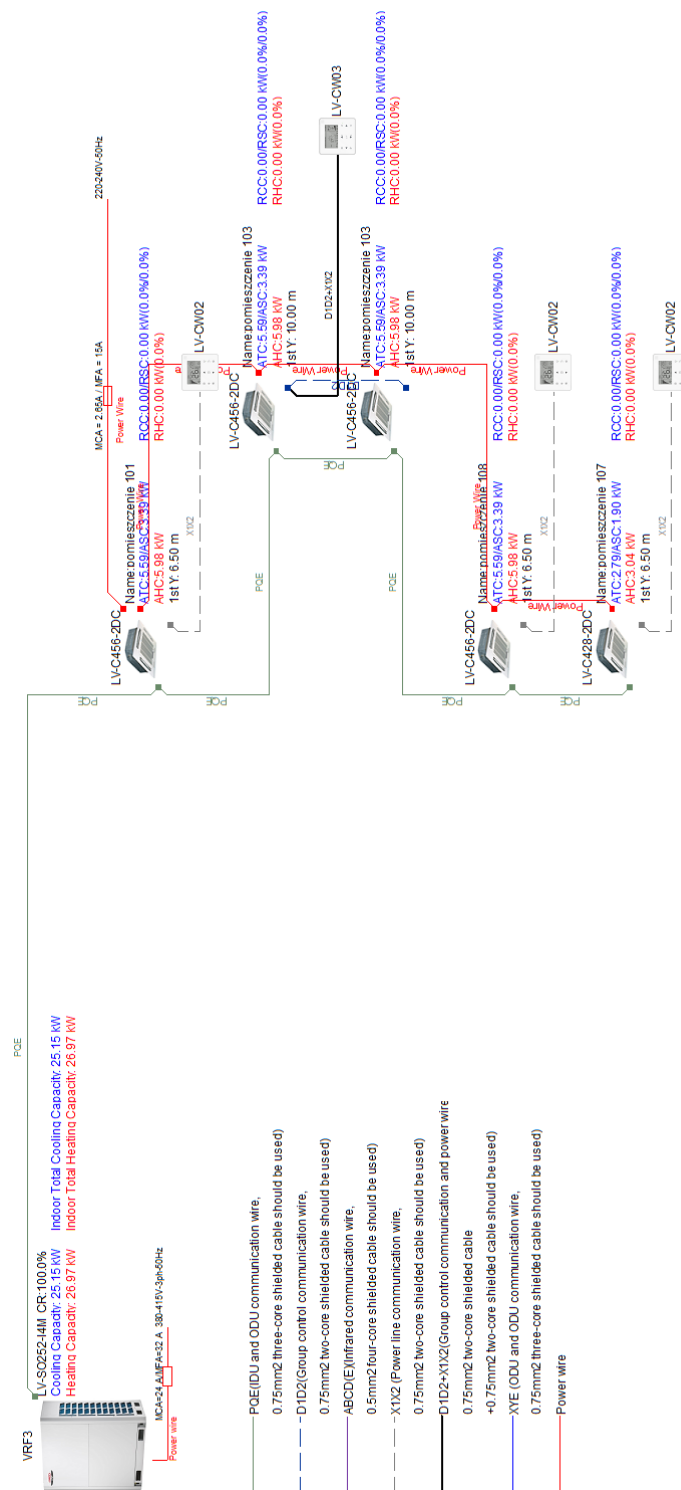 VRF3
LV-SO252-I4M CR:100.0%
Cooling Capacity: 25.15 kW
Indoor Total Cooling Capacity: 25.15 kW
Heating Capacity: 26.97 kW
Indoor Total Heating Capacity: 26.97 kW
MCA=24 A/MFA=32 A 380-415V-3ph-50Hz
Power wire
PQE
PQE
PQE
PQE
PQE
PQE
PQE
PQE
MCA = 2.65A / MFA = 15A
220-240V-50Hz
Power Wire
LV-C456-2DC
Name:pomieszczenie 101
ATC:5.59/ASC:3.39 kW
AHC:5.98 kW
1st Y: 6.50 m
RCC:0.00/RSC:0.00 kW(0.0%/0.0%)
RHC:0.00 kW(0.0%)
Power Wire
X1X2
LV-CW02
LV-C456-2DC
Name:pomieszczenie 103
ATC:5.59/ASC:3.39 kW
AHC:5.98 kW
1st Y: 10.00 m
RCC:0.00/RSC:0.00 kW(0.0%/0.0%)
RHC:0.00 kW(0.0%)
Power Wire
D1D2+X1X2
LV-CW03
LV-C456-2DC
Name:pomieszczenie 103
ATC:5.59/ASC:3.39 kW
AHC:5.98 kW
1st Y: 10.00 m
RCC:0.00/RSC:0.00 kW(0.0%/0.0%)
RHC:0.00 kW(0.0%)
Power Wire
LV-C456-2DC
Name:pomieszczenie 108
ATC:5.59/ASC:3.39 kW
AHC:5.98 kW
1st Y: 6.50 m
RCC:0.00/RSC:0.00 kW(0.0%/0.0%)
RHC:0.00 kW(0.0%)
Power Wire
X1X2
LV-CW02
LV-C428-2DC
Name:pomieszczenie 107
ATC:2.79/ASC:1.90 kW
AHC:3.04 kW
1st Y: 6.50 m
RCC:0.00/RSC:0.00 kW(0.0%/0.0%)
RHC:0.00 kW(0.0%)
Power Wire
X1X2
LV-CW02
PQE(IDU and ODU communication wire,
0.75mm2 three-core shielded cable should be used)
D1D2(Group control communication wire,
0.75mm2 two-core shielded cable should be used)
ABCD(E)(Infrared communication wire,
0.5mm2 four-core shielded cable should be used)
X1X2 (Power line communication wire,
0.75mm2 two-core shielded cable should be used)
D1D2+X1X2(Group control communication and power wire
0.75mm2 two-core shielded cable
+0.75mm2 two-core shielded cable should be used)
XYE (ODU and ODU communication wire,
0.75mm2 three-core shielded cable should be used)
Power wire